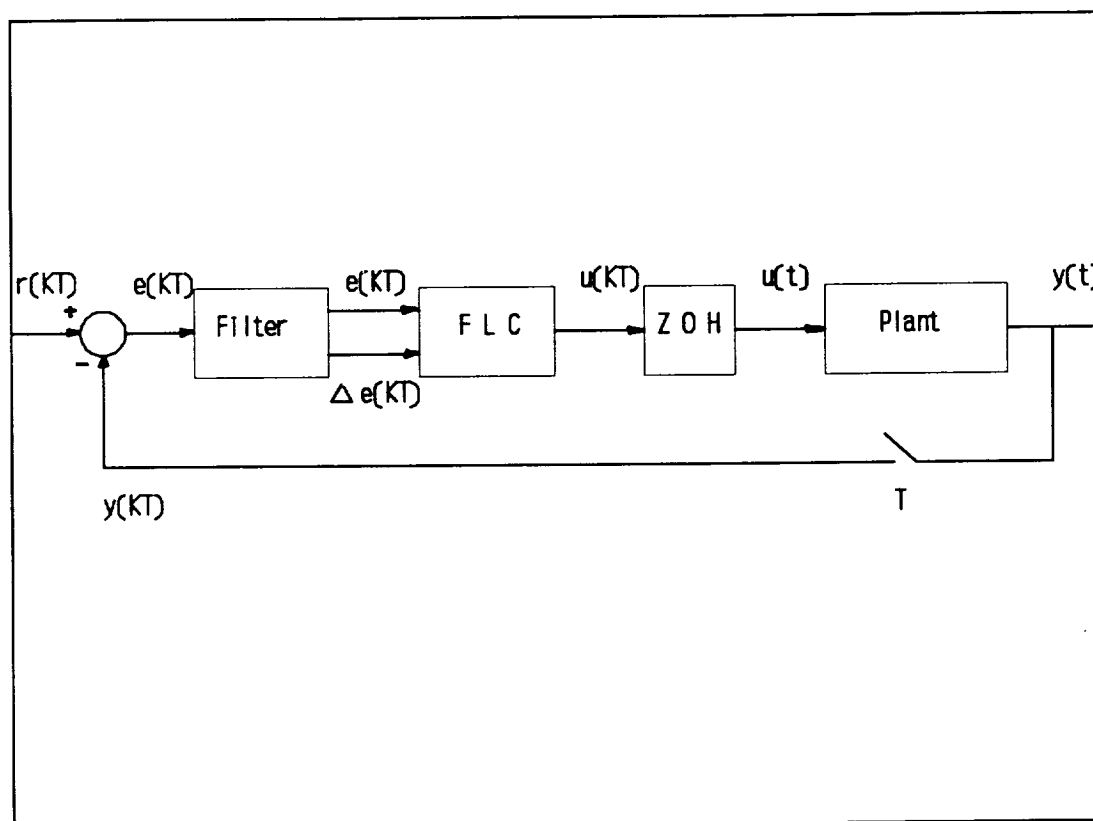 r(KT)
+
-
e(KT)
Filter
e(KT)
Δ e(KT)
F L C
u(KT)
Z O H
u(t)
Plant
y(t)
y(KT)
T